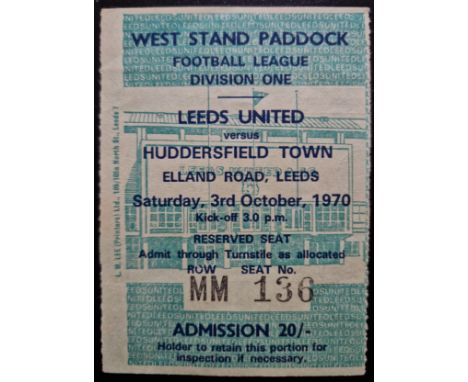 WEST STAND PADDOCK
FOOTBALL LEAGUE
DIVISION ONE
LEEDS UNITED
versus
HUDDERSFIELD TOWN
ELLAND ROAD, LEEDS
Saturday, 3rd October, 1970
Kick-off 3.0 p.m.
RESERVED SEAT
Admit through Turnstile as allocated
ROW SEAT No.
MM 136
ADMISSION 20/-
Holder to retain this portion for
inspection if necessary.